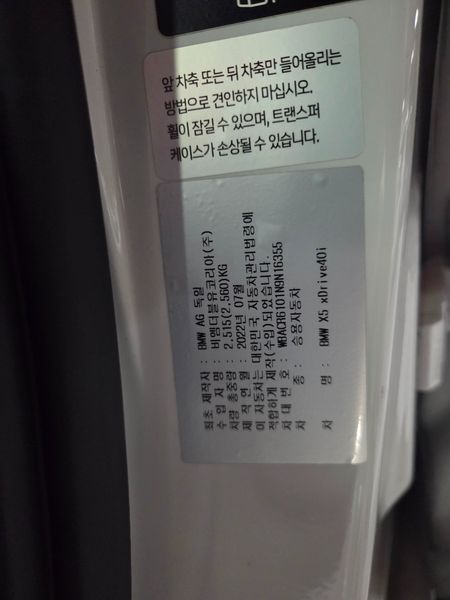 앞 차축 또는 뒤 차축만 들어올리는
방법으로 견인하지 마십시오.
휠이 잠길 수 있으며, 트랜스퍼
케이스가 손상될 수 있습니다.
최초 제작자 : BMW AG 독일
수 입 자 명 : 비엠더블유코리아(주)
차량 총중량 : 2,515(2,560)KG
제 작 연 월 : 2022년 07월
이 자동차는 대한민국 자동차관리법령에
적합하게 제작(수입)되었습니다.
차 대 번 호 : WBACR6101N9N16355
차 종 : 승용자동차
차 명 : BMW X5 xDrive40i